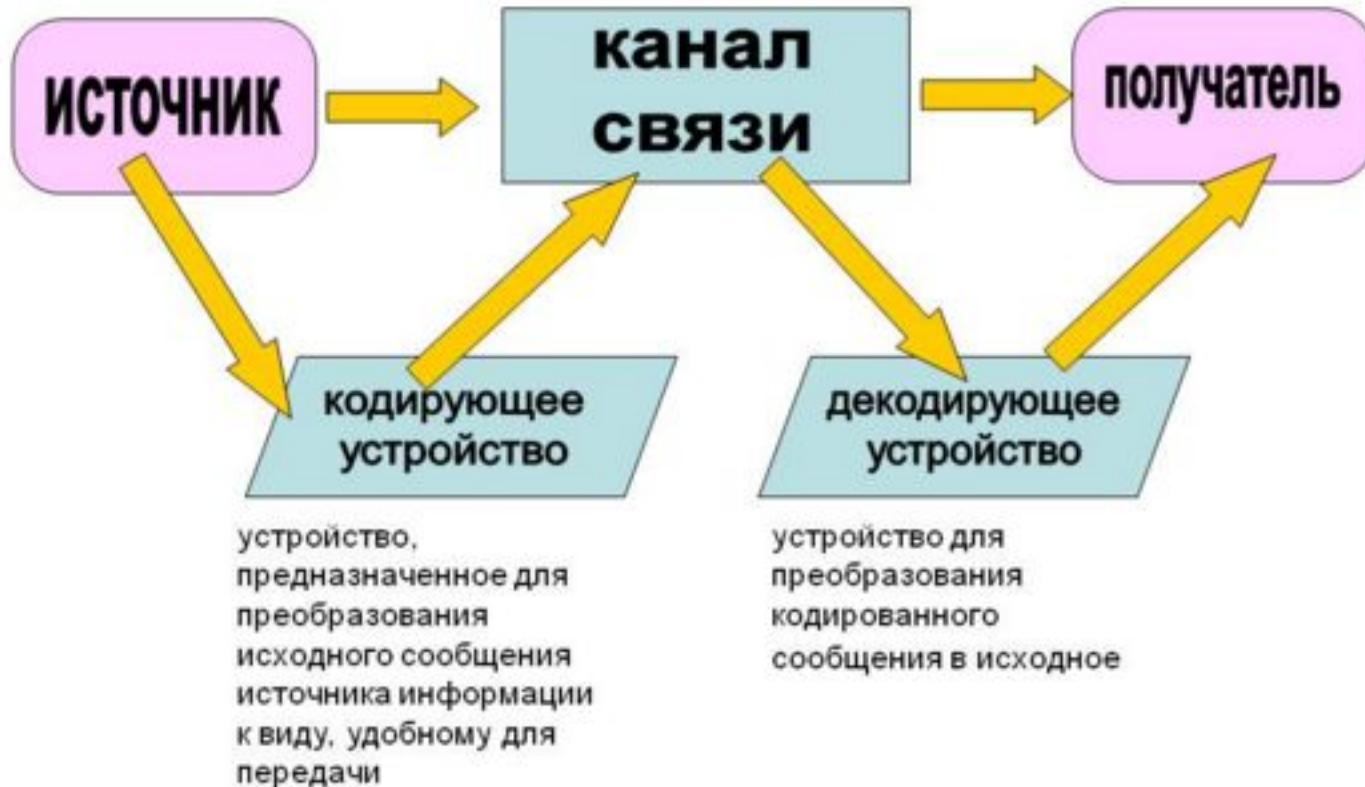 источник
канал
связи
получатель
кодирующее
устройство
устройство,
предназначенное для
преобразования
исходного сообщения
источника информации
к виду, удобному для
передачи
декодирующее
устройство
устройство для
преобразования
кодированного
сообщения в исходное